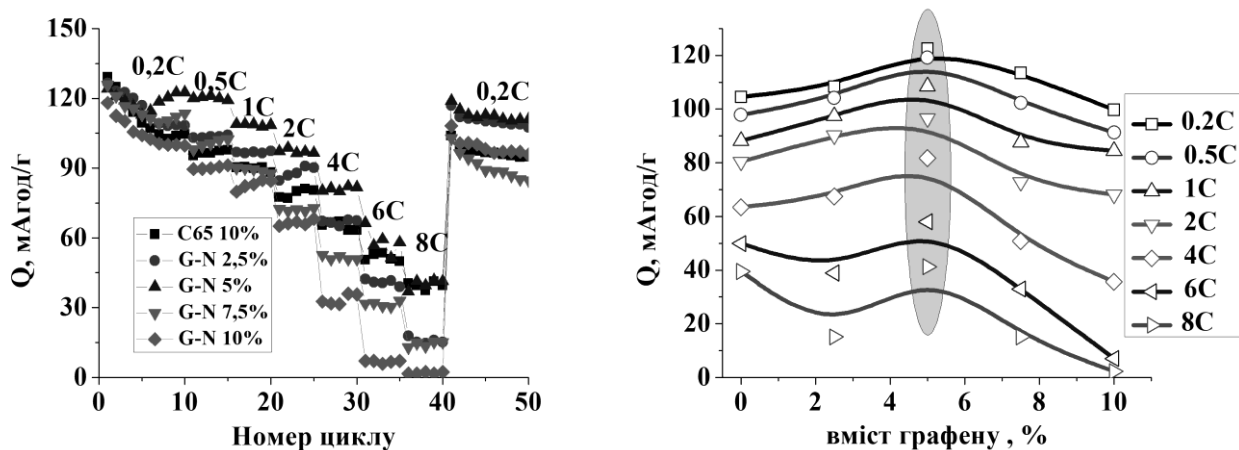 Q, мАгод/г
150
120
90
60
30
0
0,2C
0,5C
1C
2C
4C
6C
8C
0,2C
C65 10%
G-N 2,5%
G-N 5%
G-N 7,5%
G-N 10%
0
10
20
30
40
50
Номер циклу
Q, мАгод/г
120
100
80
60
40
20
0
0
2
4
6
8
10
вміст графену , %
0.2C
0.5C
1C
2C
4C
6C
8C